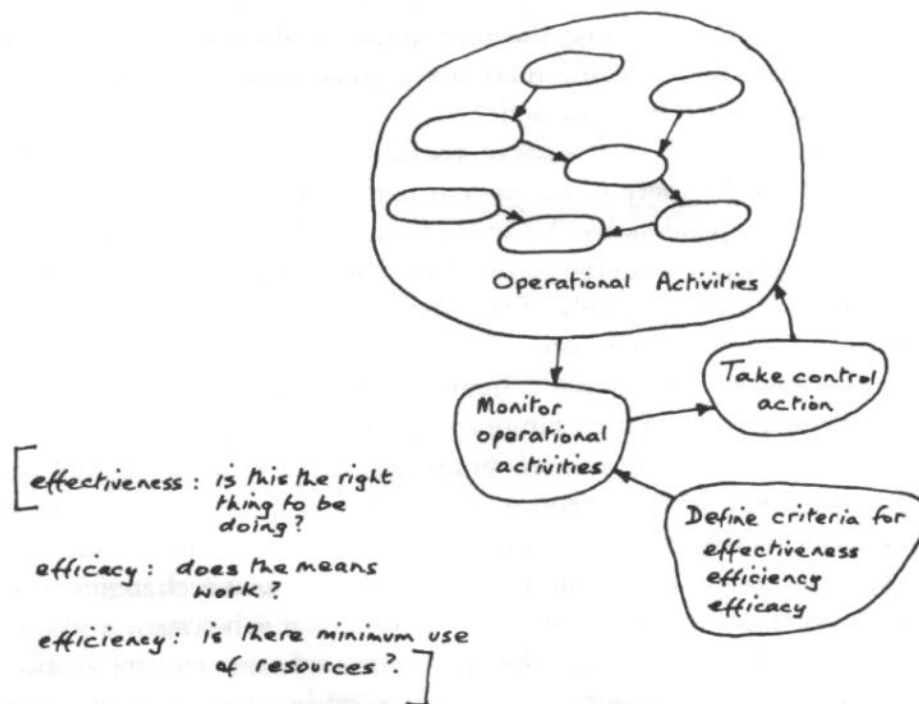 Operational Activities
Take control
action
Monitor
operational
activities
effectiveness : is this the right
thing to be
doing?
efficacy : does the means
work?
efficiency : is there minimum use
of resources?
Define criteria for
effectiveness
efficiency
efficacy